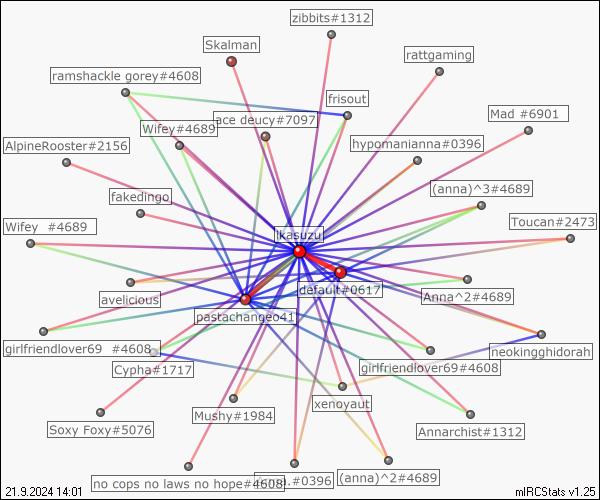 zibbits#1312
Skalman
rattgaming
ramshackle gorey#4608
frisout
Mad #6901
ace deucy#7097
Wifey#4689
AlpineRooster#2156
hypomanianna#0396
(anna)^3#4689
fakedingo
Toucan#2473
Wifey #4689
jkasuzu
default#0617
avelicious
Anna^2#4689
pastachangeo41
girlfriendlover69 #4608
neokingghidorah
Cypha#1717
girlfriendlover69#4608
xenoyaut
Mushy#1984
Soxy Foxy#5076
Annarchist#1312
(anna)^2#4689
no cops no laws no hope#4608
#0396
21.9.2024 14:01
mIRCStats v1.25